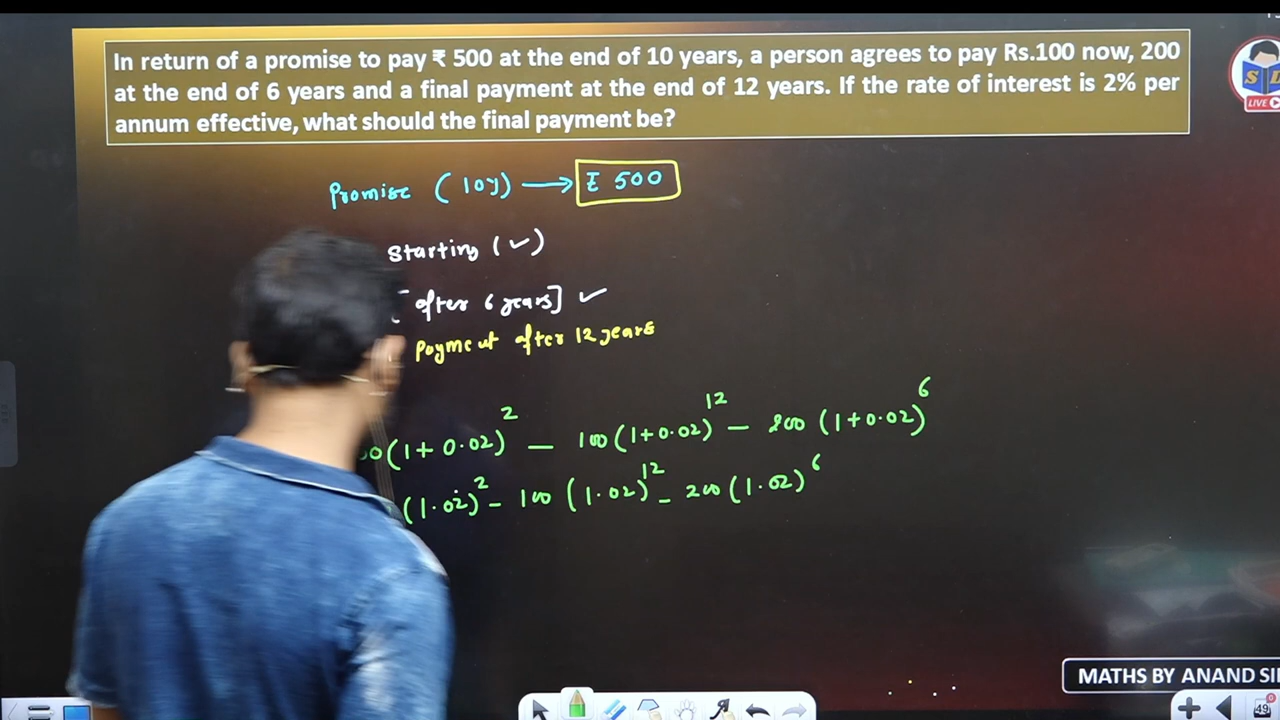 In return of a promise to pay ₹ 500 at the end of 10 years, a person agrees to pay Rs.100 now, 200
at the end of 6 years and a final payment at the end of 12 years. If the rate of interest is 2% per
annum effective, what should the final payment be?
LIVE
Promise (10y) → ₹ 500
Starting (✓)
[after 6 years] ✓
Payment after 12 years
0(1+0.02)² – 100(1+0.02)¹² – 200 (1+0.02)⁶
(1.02)² – 100 (1.02)¹² – 200 (1.02)⁶
MATHS BY ANAND
49